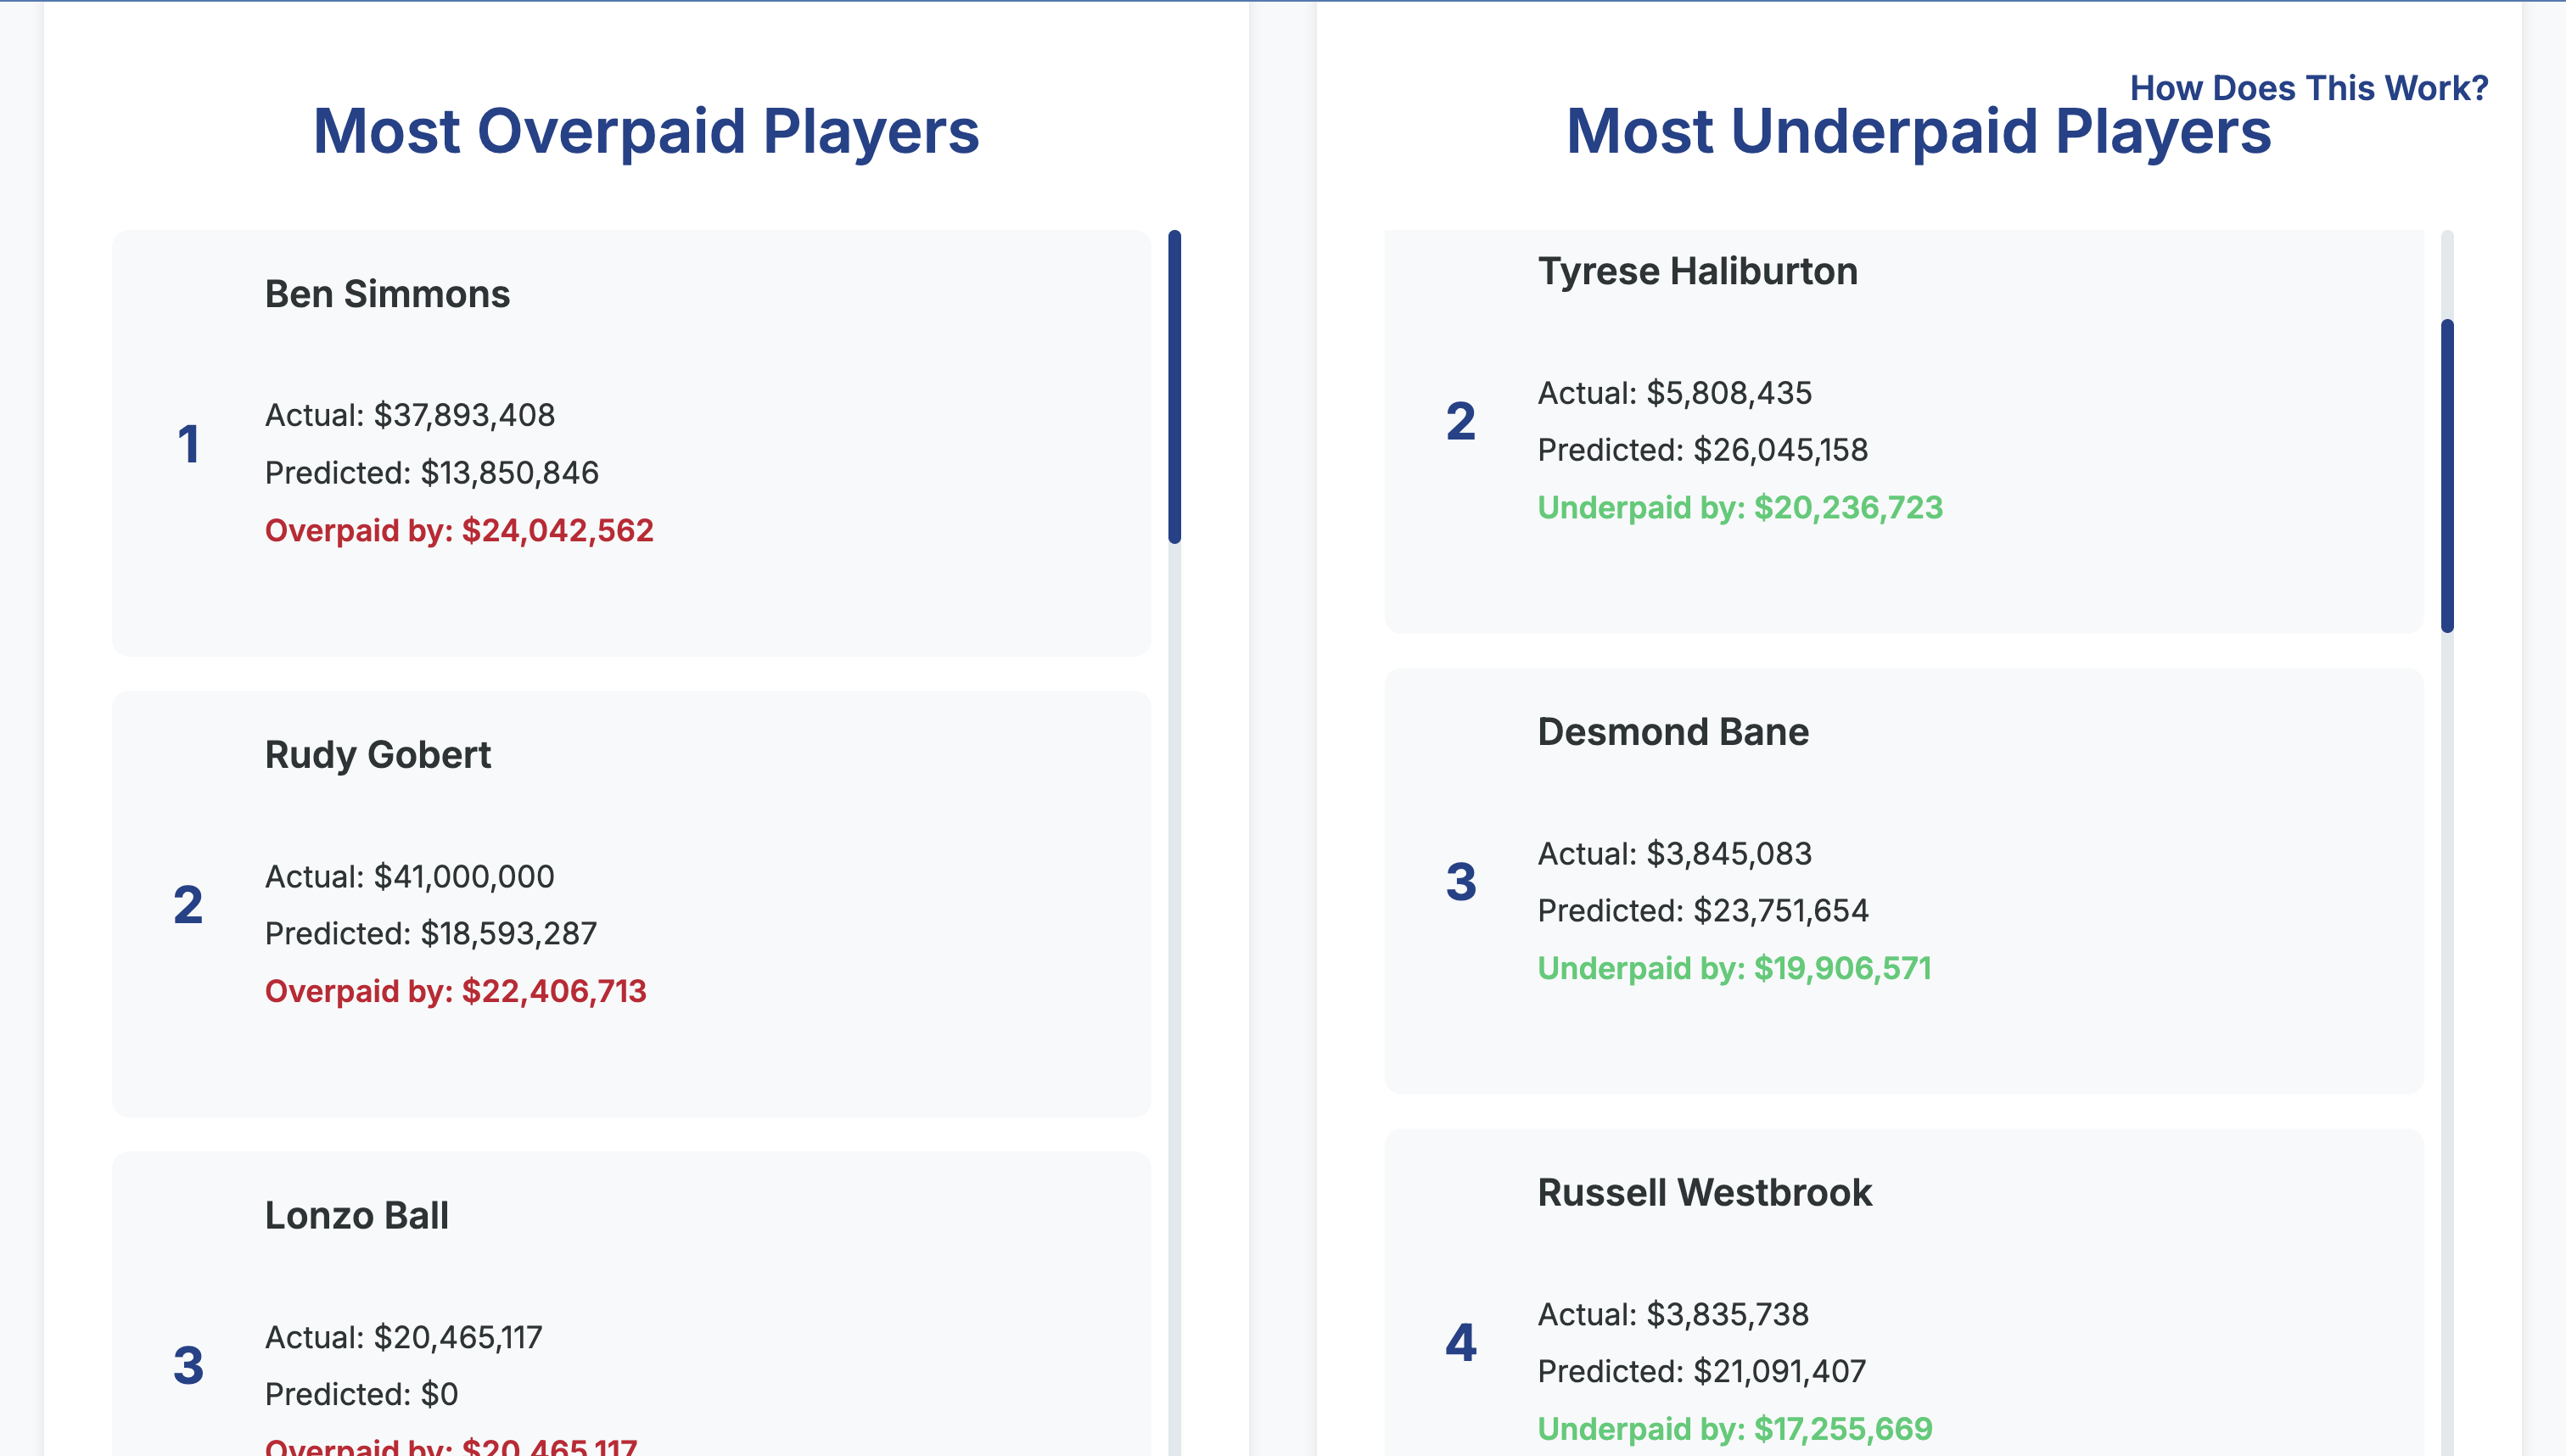 How Does This Work?
Most Overpaid Players
1
Ben Simmons
Actual: $37,893,408
Predicted: $13,850,846
Overpaid by: $24,042,562
2
Rudy Gobert
Actual: $41,000,000
Predicted: $18,593,287
Overpaid by: $22,406,713
3
Lonzo Ball
Actual: $20,465,117
Predicted: $0
Overpaid by: $20,465,117
Most Underpaid Players
2
Tyrese Haliburton
Actual: $5,808,435
Predicted: $26,045,158
Underpaid by: $20,236,723
3
Desmond Bane
Actual: $3,845,083
Predicted: $23,751,654
Underpaid by: $19,906,571
4
Russell Westbrook
Actual: $3,835,738
Predicted: $21,091,407
Underpaid by: $17,255,669